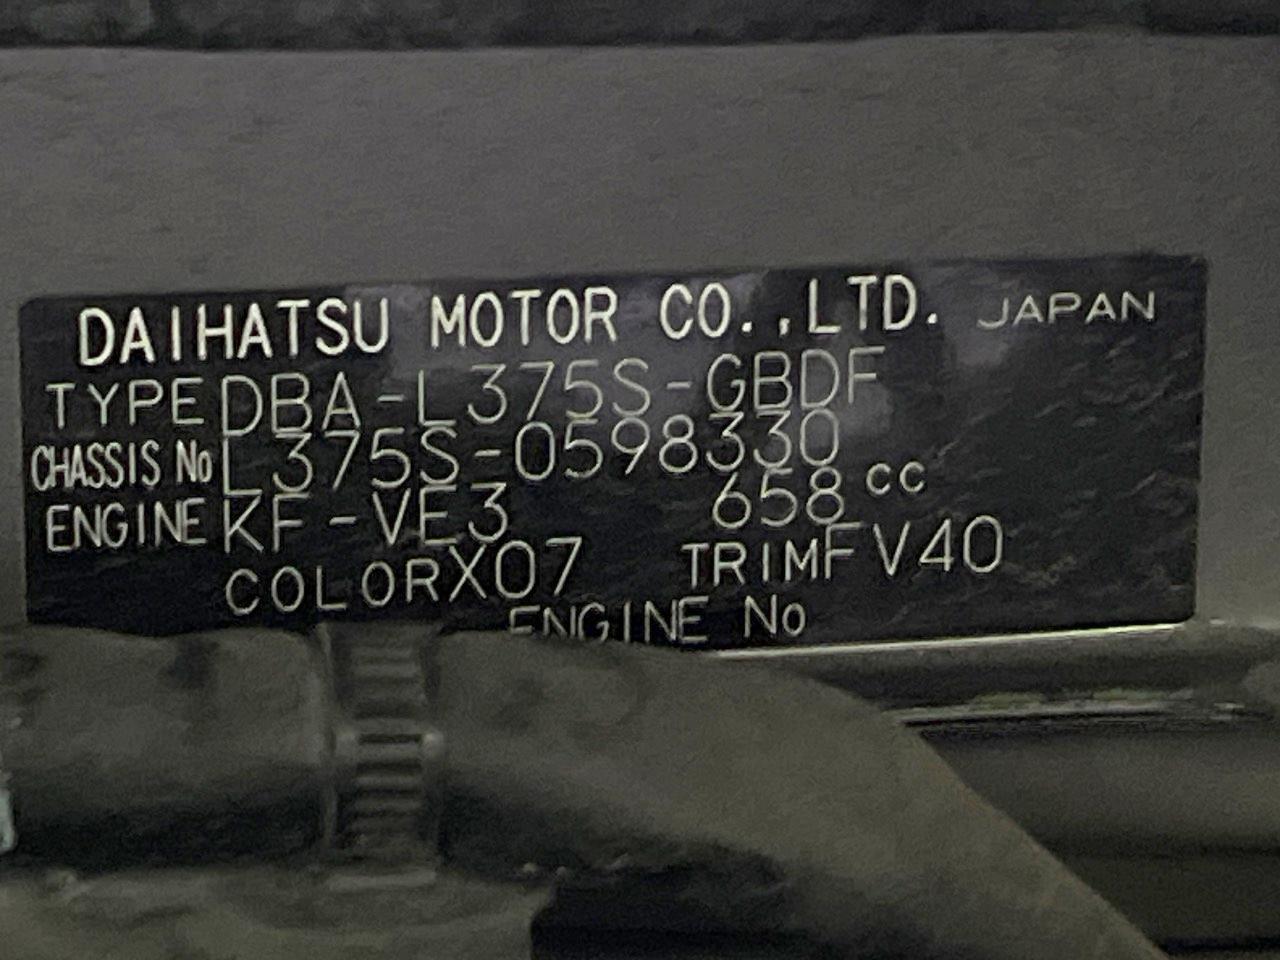 DAIHATSU MOTOR CO.,LTD. JAPAN
TYPE DBA-L375S-GBDF
CHASSIS No L375S-0598330
ENGINE KF-VE3 658 cc
COLOR X07 TRIM FV40
ENGINE No